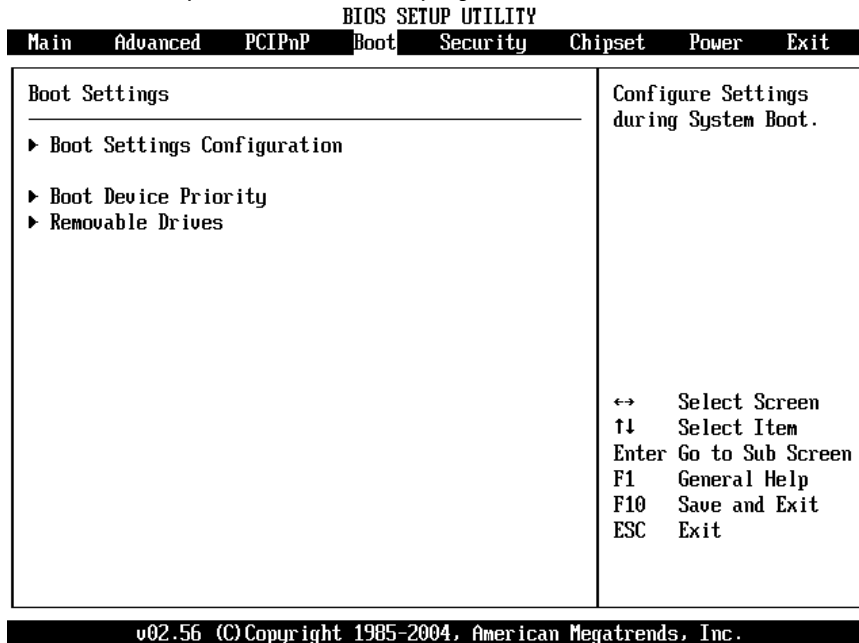 BIOS SETUP UTILITY
Main Advanced PCIPnP Boot Security Chipset Power Exit
Boot Settings
▶ Boot Settings Configuration
▶ Boot Device Priority
▶ Removable Drives
Configure Settings
during System Boot.
↔ Select Screen
↑↓ Select Item
Enter Go to Sub Screen
F1 General Help
F10 Save and Exit
ESC Exit
v02.56 (C)Copyright 1985-2004, American Megatrends, Inc.